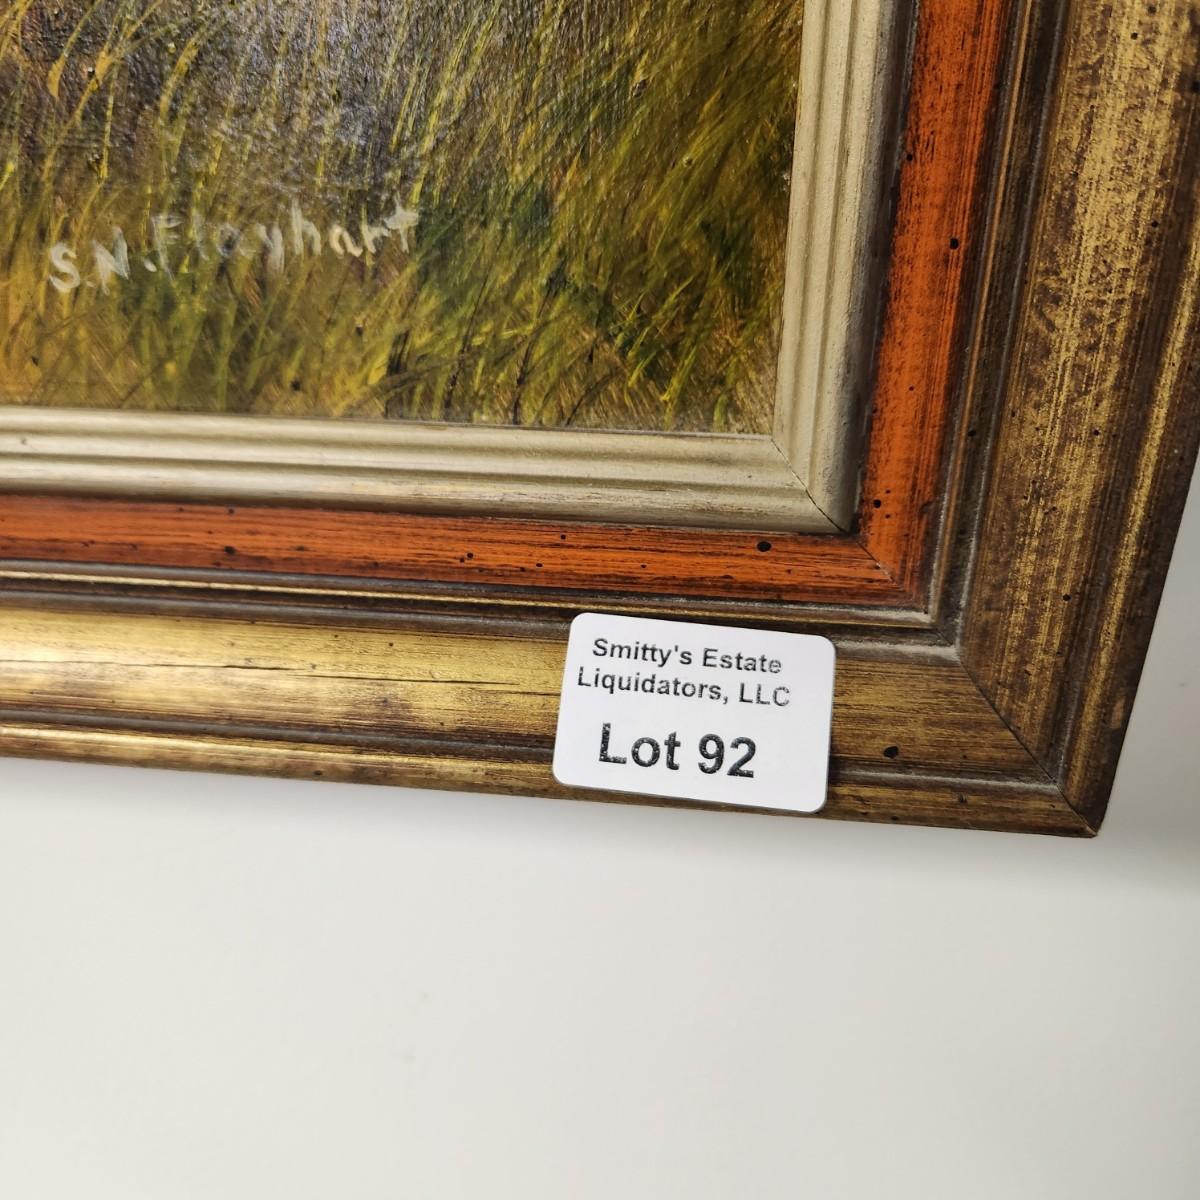 S.N. Flayhart
Smitty's Estate
Liquidators, LLC
Lot 92